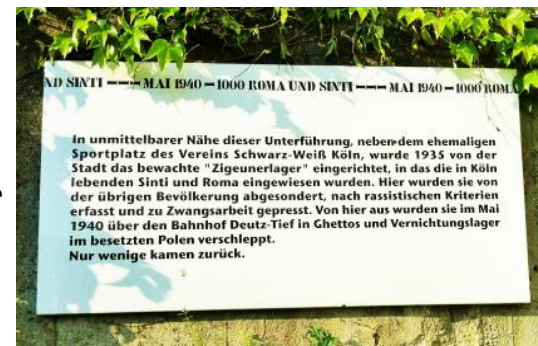 ND SINTI --- MAI 1940 – 1000 ROMA UND SINTI --- MAI 1940 – 1000 ROMA
In unmittelbarer Nähe dieser Unterführung, neben dem ehemaligen
Sportplatz des Vereins Schwarz-Weiß Köln, wurde 1935 von der
Stadt das bewachte "Zigeunerlager" eingerichtet, in das die in Köln
lebenden Sinti und Roma eingewiesen wurden. Hier wurden sie von
der übrigen Bevölkerung abgesondert, nach rassistischen Kriterien
erfasst und zu Zwangsarbeit gepresst. Von hier aus wurden sie im Mai
1940 über den Bahnhof Deutz-Tief in Ghettos und Vernichtungslager
im besetzten Polen verschleppt.
Nur wenige kamen zurück.